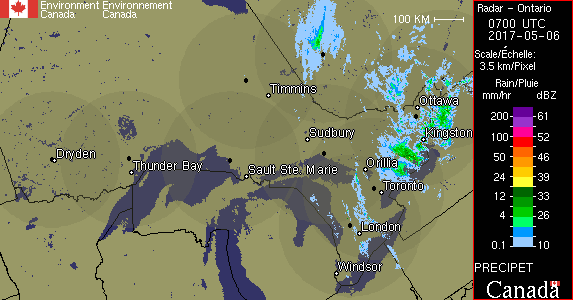 Environment Environnement
Canada Canada
100 KM
Timmins
Ottawa
Sudbury
Kingston
Dryden
Thunder Bay
Sault Ste. Marie
Orillia
Toronto
London
Windsor
Radar - Ontario
0700 UTC
2017-05-06
Scale/Échelle:
3.5 km/Pixel
Rain/Pluie
mm/hr dBZ
200 61
100 52
50 46
24 39
12 33
4 26
1 18
0.1 10
PRECIPET
Canada